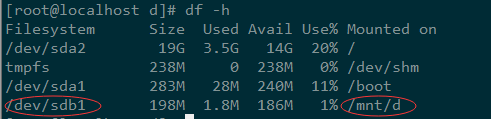 [root@localhost d]# df -h
Filesystem Size Used Avail Use% Mounted on
/dev/sda2 19G 3.5G 14G 20% /
tmpfs 238M 0 238M 0% /dev/shm
/dev/sda1 283M 28M 240M 11% /boot
/dev/sdb1 198M 1.8M 186M 1% /mnt/d